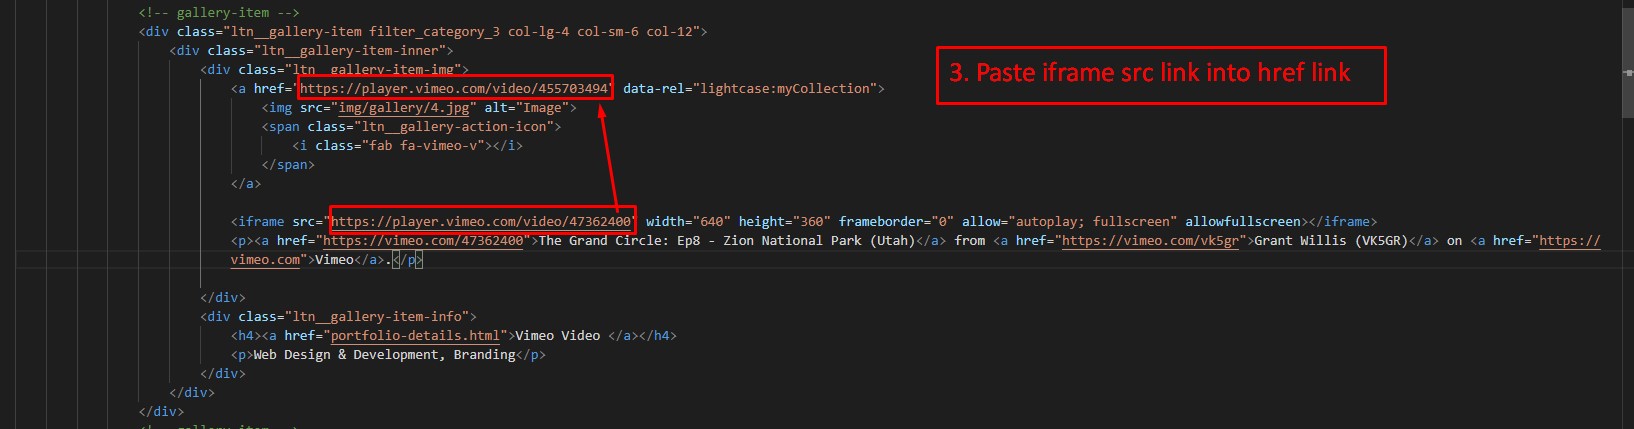 <!-- gallery-item -->
<div class="ltn__gallery-item filter_category_3 col-lg-4 col-sm-6 col-12">
<div class="ltn__gallery-item-inner">
<div class="ltn__gallery-item-img">
3. Paste iframe src link into href link
<a href="https://player.vimeo.com/video/455703494" data-rel="lightcase:myCollection">
<img src="img/gallery/4.jpg" alt="Image">
<span class="ltn__gallery-action-icon">
<i class="fab fa-vimeo-v"></i>
</span>
</a>
<iframe src="https://player.vimeo.com/video/47362400" width="640" height="360" frameborder="0" allow="autoplay; fullscreen" allowfullscreen></iframe>
<p><a href="https://vimeo.com/47362400">The Grand Circle: Ep8 - Zion National Park (Utah)</a> from <a href="https://vimeo.com/vk5gr">Grant Willis (VK5GR)</a> on <a href="https://
vimeo.com">Vimeo</a>.</p>
</div>
<div class="ltn__gallery-item-info">
<h4><a href="portfolio-details.html">Vimeo Video </a></h4>
<p>Web Design & Development, Branding</p>
</div>
</div>
</div>